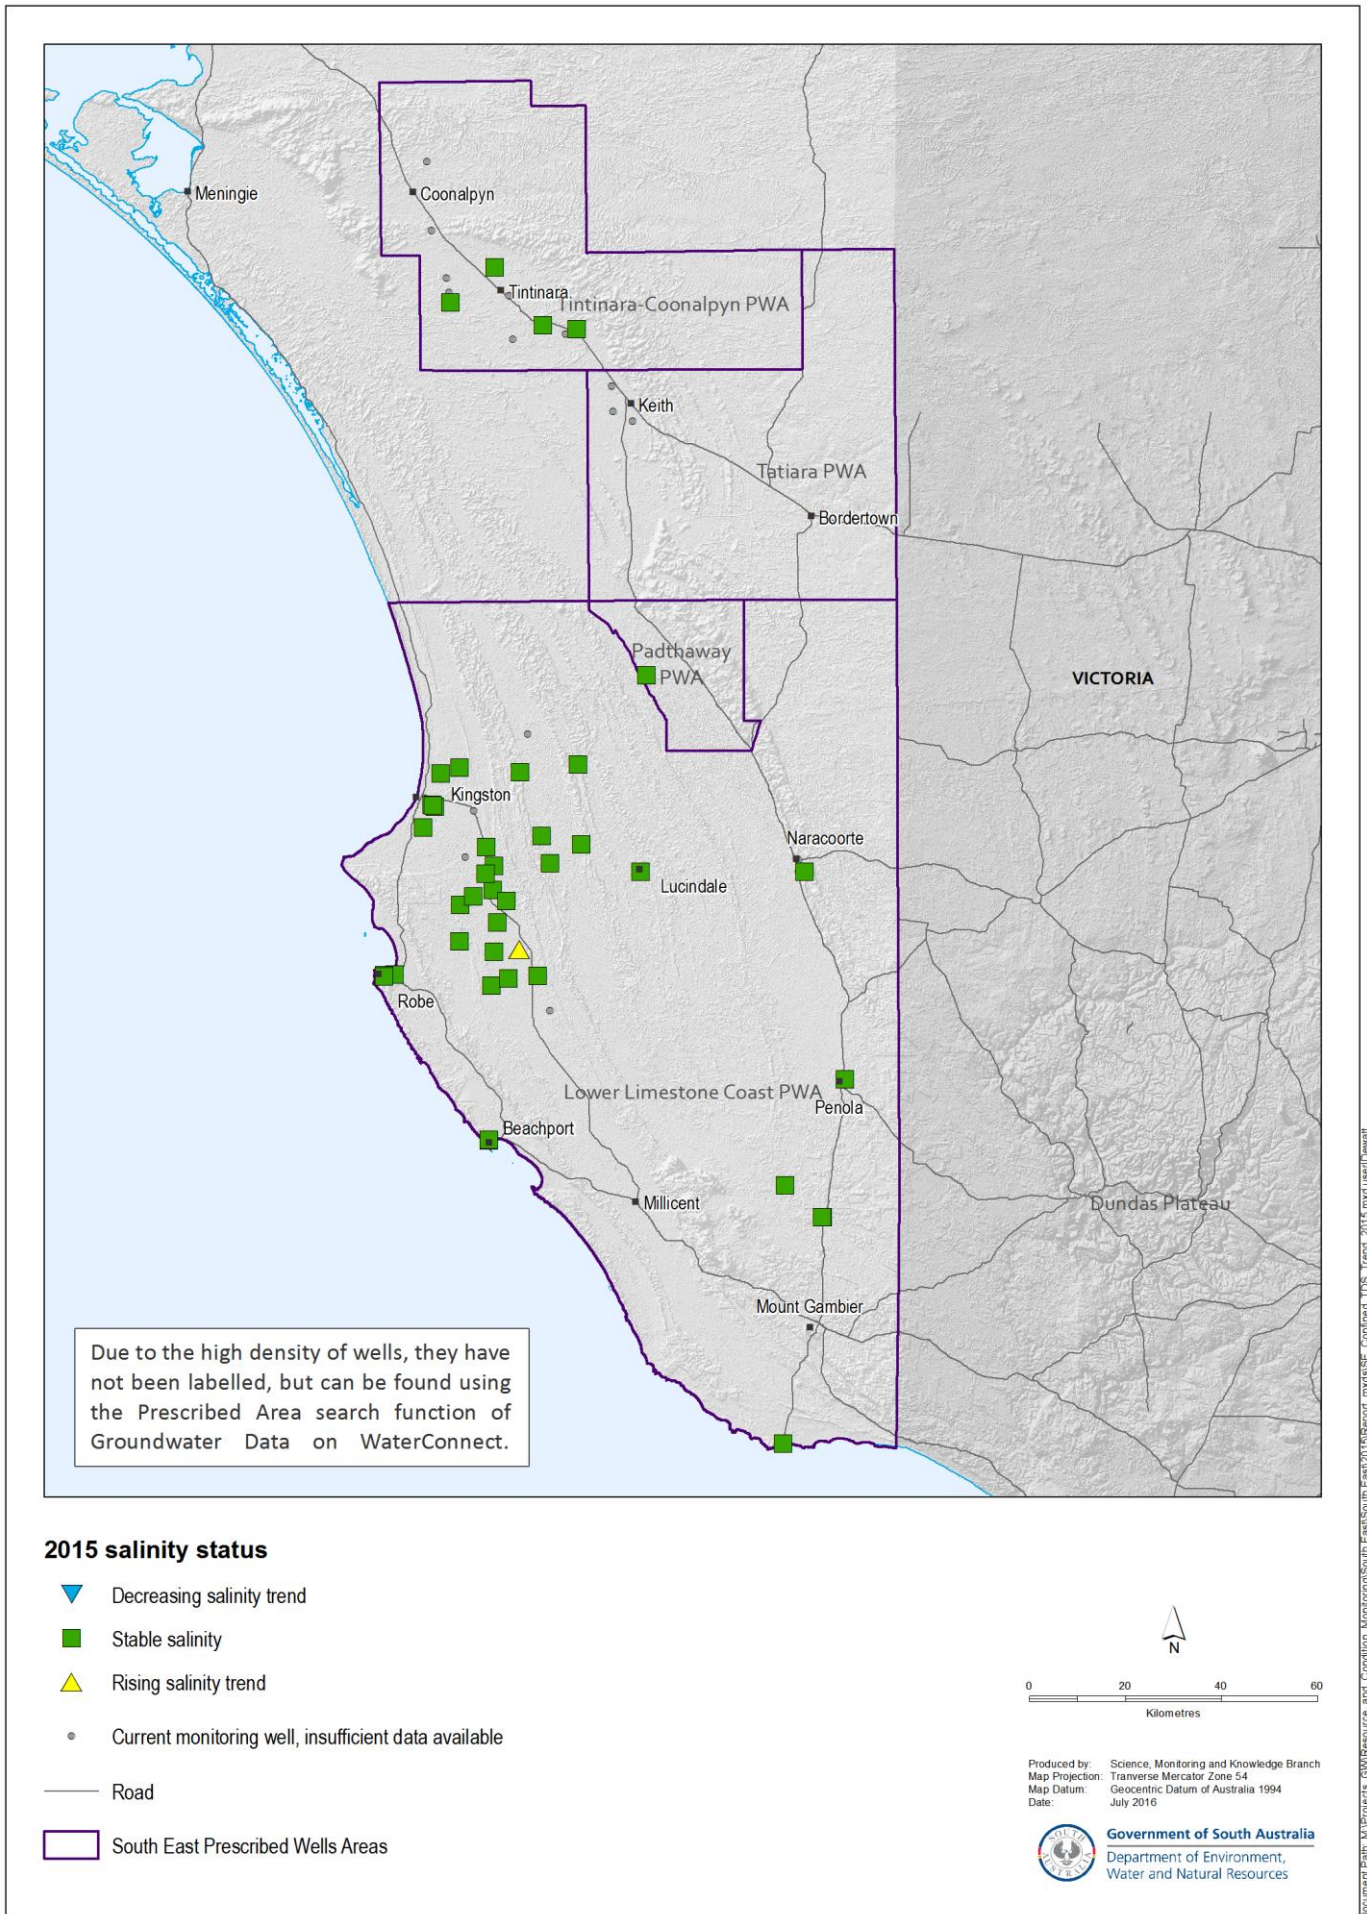 Meningie
Coonalpyn
Tintinara
Tintinara-Coonalpyn PWA
Keith
Tatiara PWA
Bordertown
Padthaway
PWA
VICTORIA
Kingston
Naracoorte
Lucindale
Robe
Lower Limestone Coast PWA
Penola
Beachport
Millicent
Dundas Plateau
Mount Gambier
Due to the high density of wells, they have
not been labelled, but can be found using
the Prescribed Area search function of
Groundwater Data on WaterConnect.
2015 salinity status
Decreasing salinity trend
Stable salinity
Rising salinity trend
Current monitoring well, insufficient data available
Road
South East Prescribed Wells Areas
N
0 20 40 60
Kilometres
Produced by: Science, Monitoring and Knowledge Branch
Map Projection: Tranverse Mercator Zone 54
Map Datum: Geocentric Datum of Australia 1994
Date: July 2016
SOUTH AUSTRALIA
Government of South Australia
Department of Environment,
Water and Natural Resources